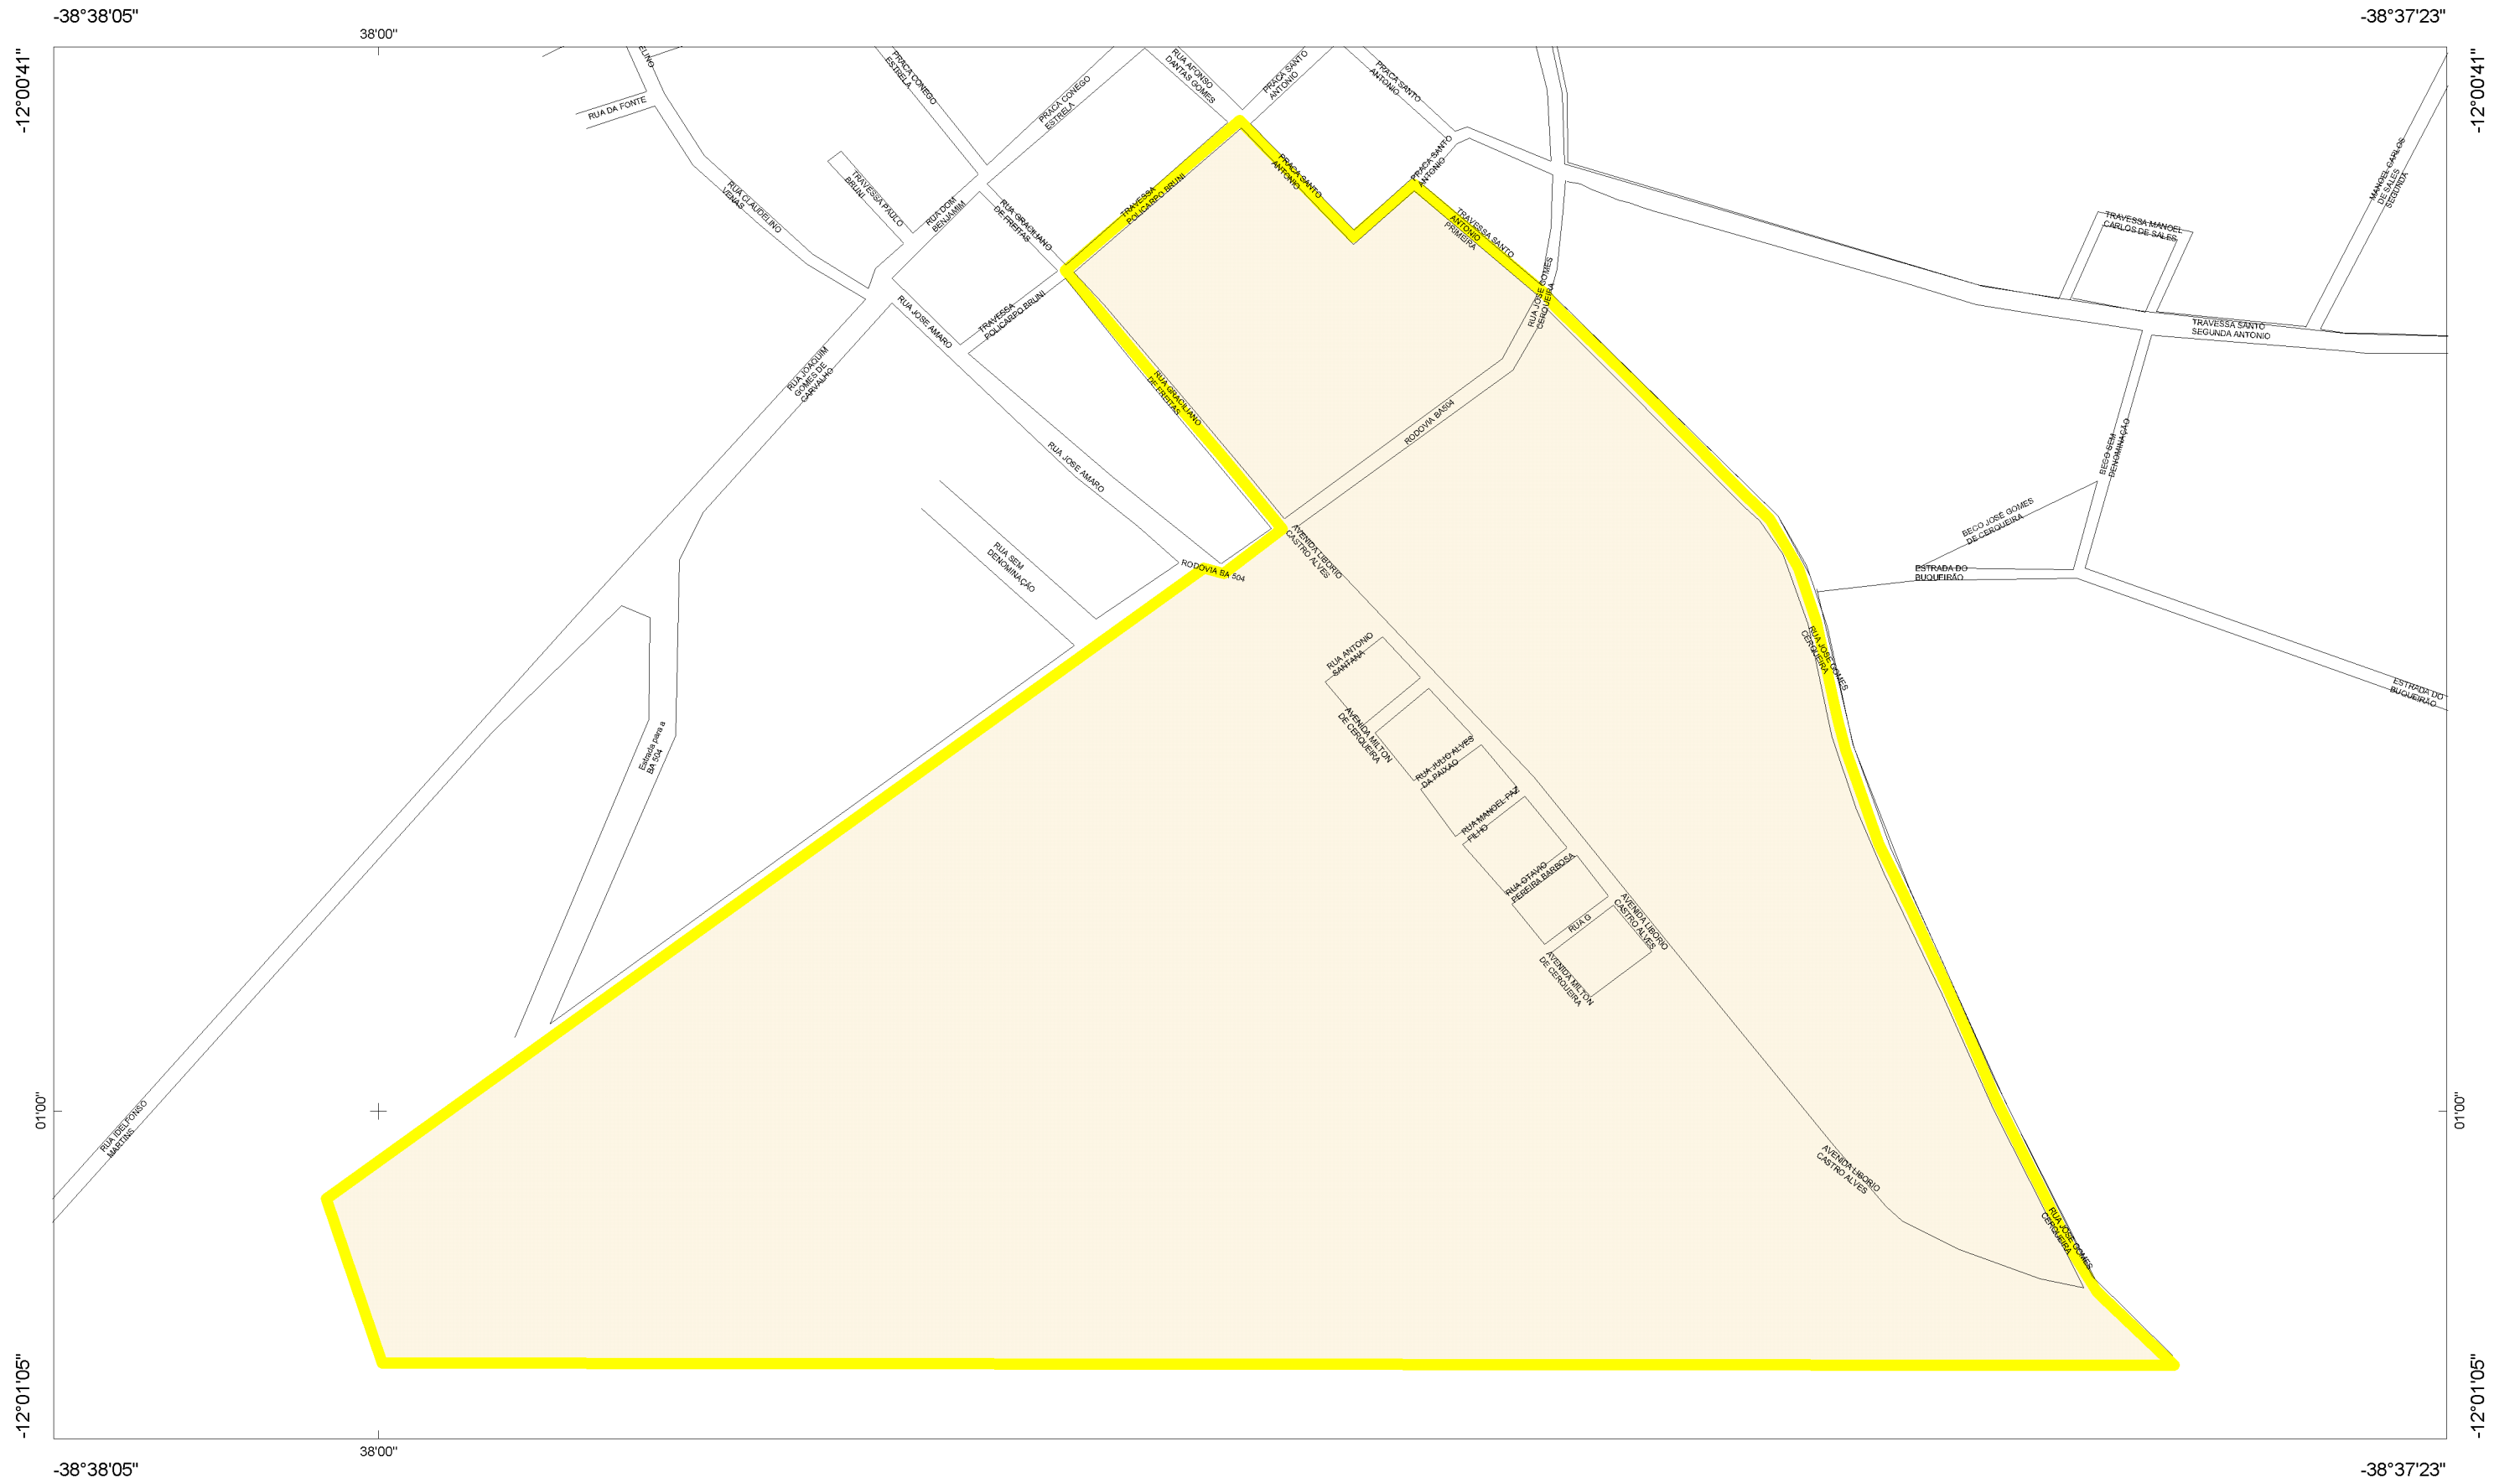 -38°38'05"
-38°37'23"
38'00"
-12°00'41"
-12°00'41"
RUA DA FONTE
PRACA CONEGO
ESTRELA
PRACA CONEGO
ESTRELA
RUA AFONSO
DANTAS GOMES
PRACA SANTO
ANTONIO
PRACA SANTO
ANTONIO
PRACA SANTO
ANTONIO
PRACA SANTO
ANTONIO
RUA CLAUDELINO
VENAS
TRAVESSA PAULO
BRUNI
RUA DOM
BENJAMIM
RUA GRACILIANO
DE FREITAS
TRAVESSA
POLICARPO BRUNI
TRAVESSA SANTO
ANTONIO
PRIMEIRA
MANOEL CARLOS
DE SALES
SEGUNDA
TRAVESSA MANOEL
CARLOS DE SALES
RUA JOSE GOMES
CERQUEIRA
TRAVESSA
POLICARPO BRUNI
RUA JOSE AMARO
TRAVESSA SANTO
SEGUNDA ANTONIO
RUA JOAQUIM
GOMES DE
CARVALHO
RUA GRACILIANO
DE FREITAS
RODOVIA BA504
RUA JOSE AMARO
BECO SEM
DENOMINAÇÃO
BECO JOSÉ GOMES
DE CERQUEIRA
RUA SEM
DENOMINAÇÃO
RODOVIA BA 504
AVENIDA LIBORIO
CASTRO ALVES
ESTRADA DO
BUQUEIRÃO
RUA ANTONIO
SANTANA
RUA JOSE GOMES
CERQUEIRA
ESTRADA DO
BUQUEIRÃO
AVENIDA MILTON
DE CERQUEIRA
Estrada para a
BA 504
RUA JULIO ALVES
DA PAIXAO
RUA MANOEL PAZ
FILHO
RUA OTAVIO
PEREIRA BARBOSA
RUA G
AVENIDA LIBORIO
CASTRO ALVES
AVENIDA MILTON
DE CERQUEIRA
01'00"
01'00"
RUA IDELFONSO
MARTINS
AVENIDA LIBORIO
CASTRO ALVES
RUA JOSE GOMES
CERQUEIRA
-12°01'05"
-12°01'05"
38'00"
-38°38'05"
-38°37'23"